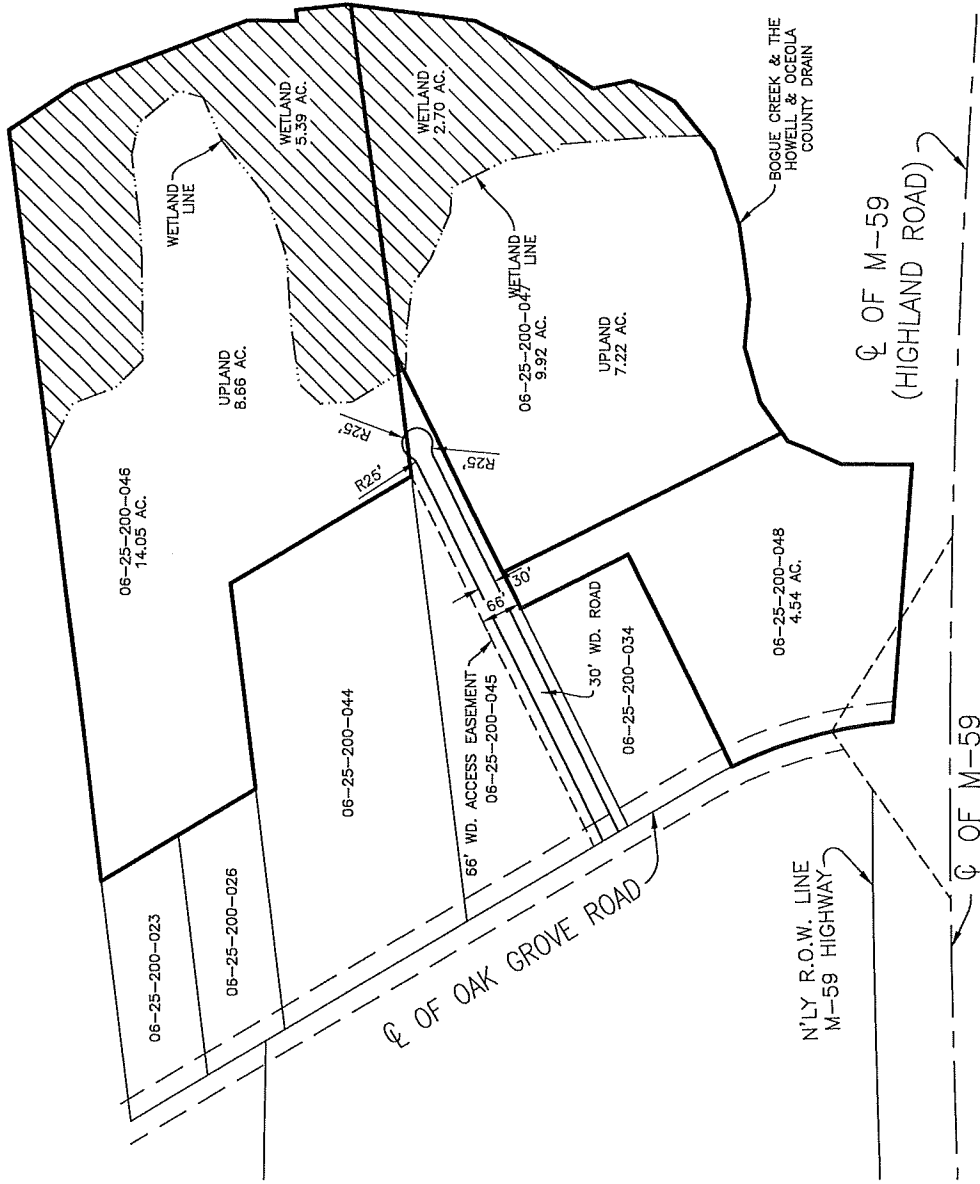 WETLAND
5.39 AC.
WETLAND
2.70 AC.
WETLAND
LINE
WETLAND
LINE
BOGUE CREEK & THE
HOWELL & OCEOLA
COUNTY DRAIN
UPLAND
8.66 AC.
06-25-200-046
14.05 AC.
06-25-200-047
9.92 AC.
UPLAND
7.22 AC.
R25'
R25'
R25'
℄ OF M-59
(HIGHLAND ROAD)
06-25-200-044
66' WD. ACCESS EASEMENT
06-25-200-045
66'
30'
30' WD. ROAD
06-25-200-034
06-25-200-048
4.54 AC.
06-25-200-023
06-25-200-026
℄ OF OAK GROVE ROAD
N'LY R.O.W. LINE
M-59 HIGHWAY
℄ OF M-59